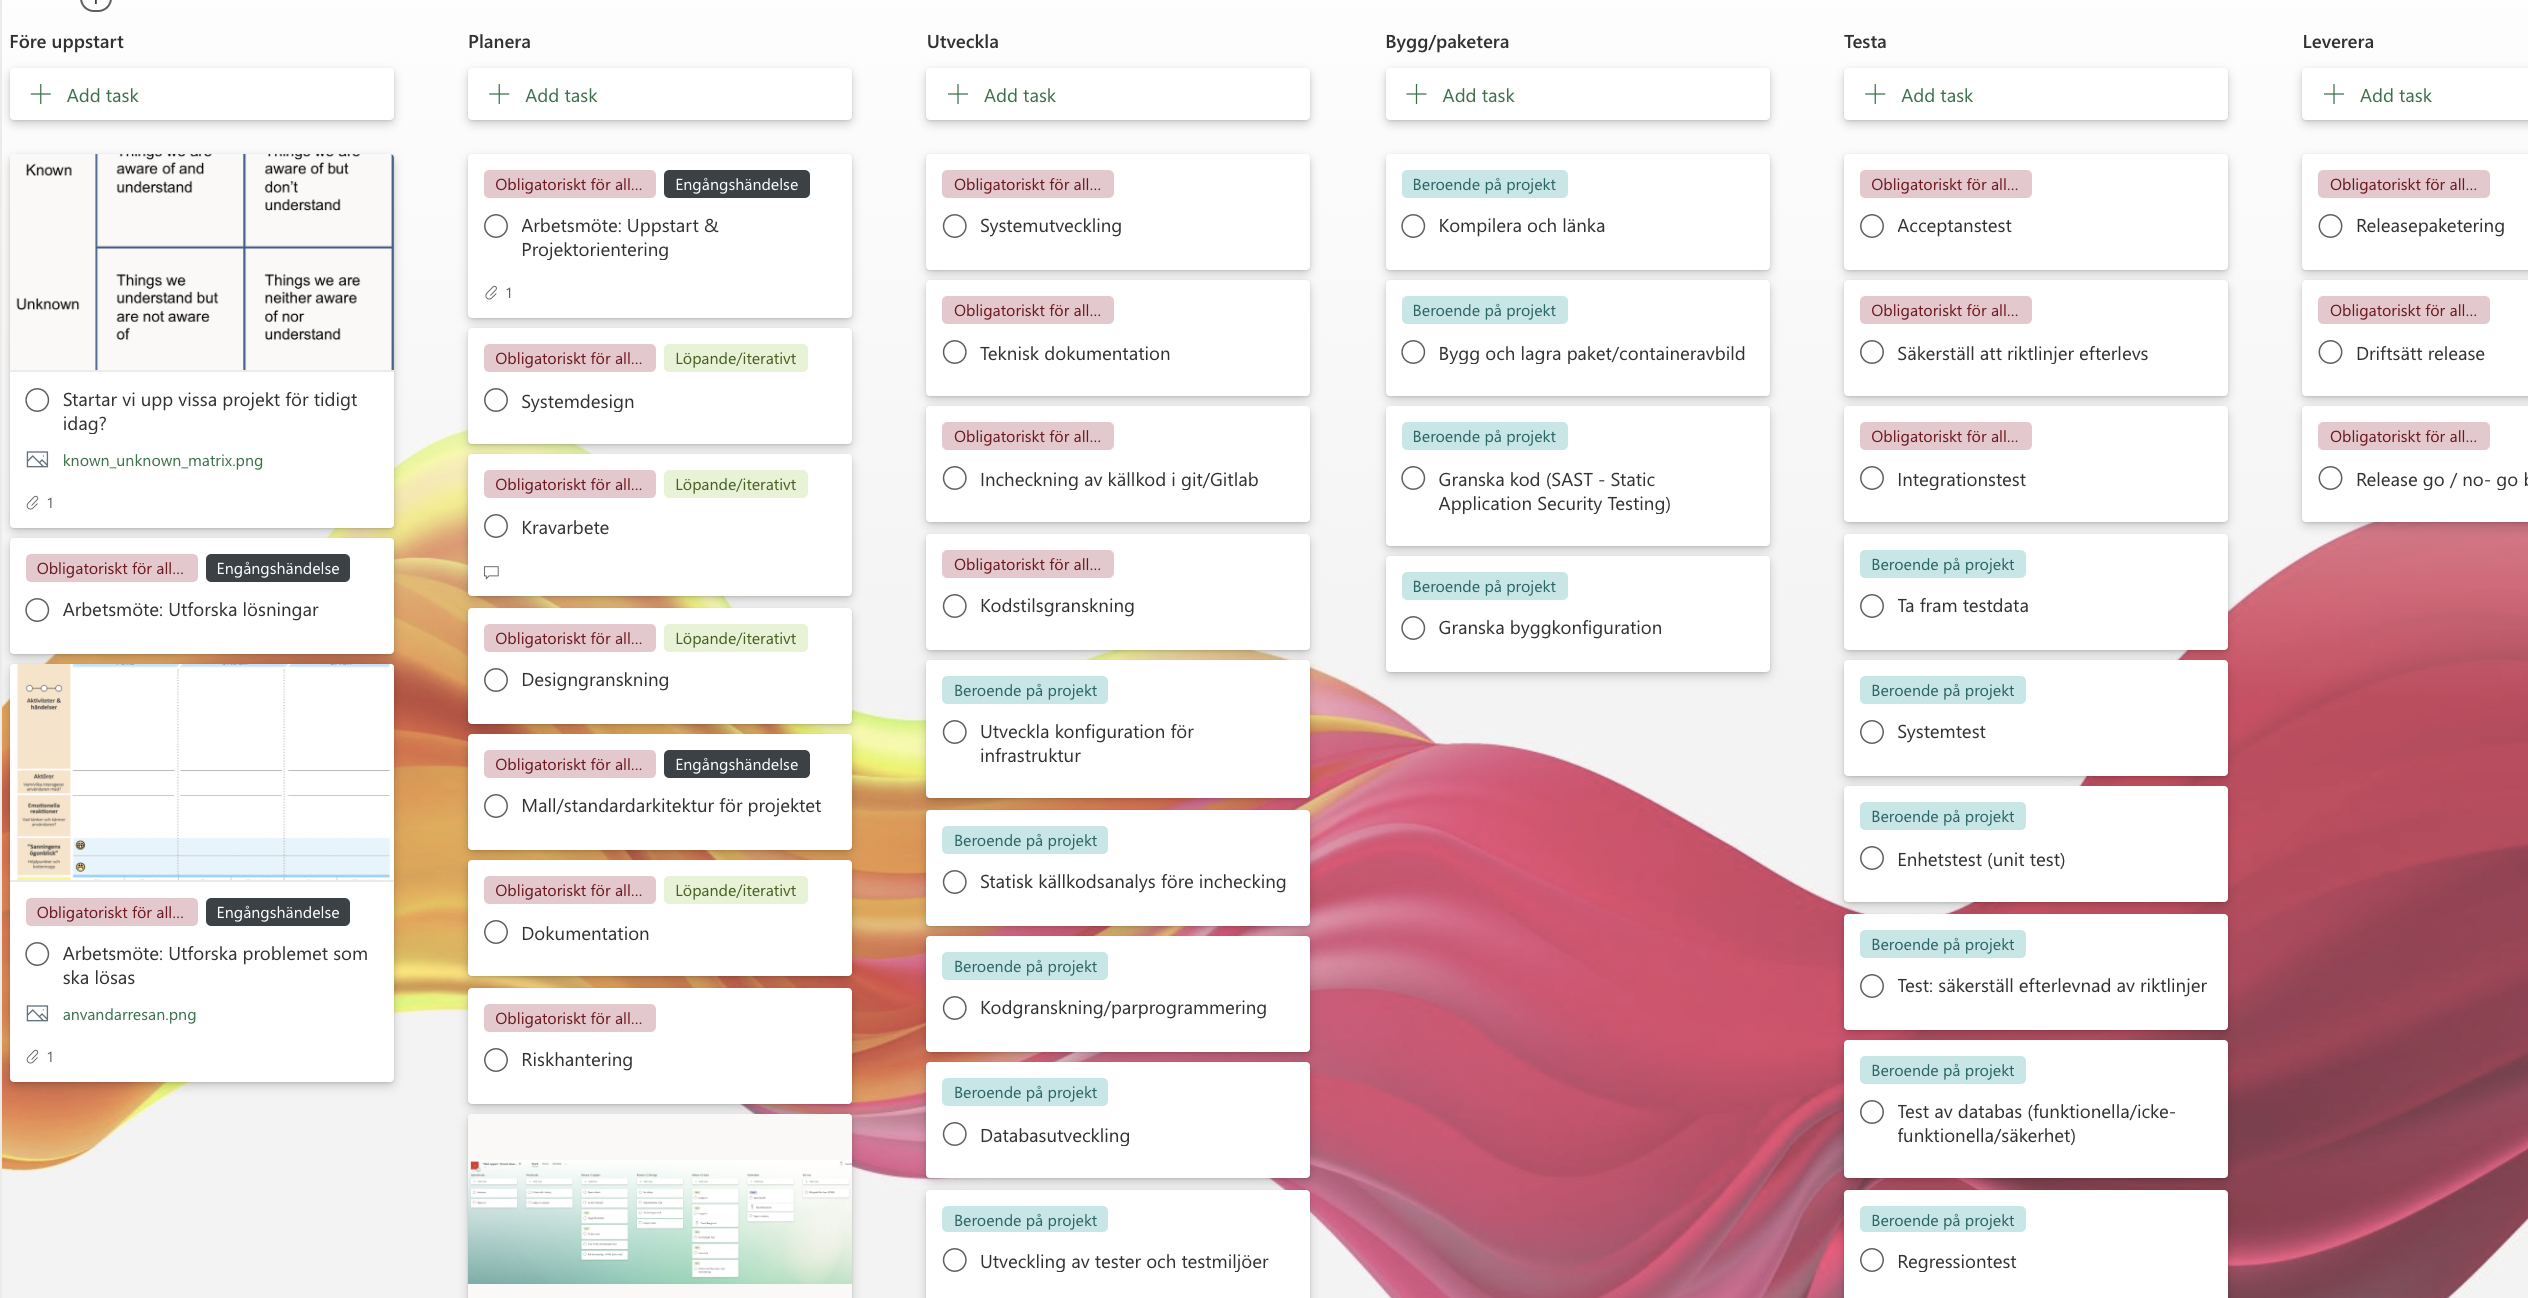 Före uppstart
Add task
Known
aware of and
understand
aware of but
don't
understand
Unknown
Things we
understand but
are not aware
of
Things we are
neither aware
of nor
understand
Startar vi upp vissa projekt för tidigt
idag?
known_unknown_matrix.png
1
Obligatoriskt för all... Engångshändelse
Arbetsmöte: Utforska lösningar
Aktiviteter &
händelser
Aktörer
Emotionella
reaktioner
"Sanningens
ögonblick"
Obligatoriskt för all... Engångshändelse
Arbetsmöte: Utforska problemet som
ska lösas
anvandarresan.png
1
Planera
Add task
Obligatoriskt för all... Engångshändelse
Arbetsmöte: Uppstart &
Projektorientering
1
Obligatoriskt för all... Löpande/iterativt
Systemdesign
Obligatoriskt för all... Löpande/iterativt
Kravarbete
Obligatoriskt för all... Löpande/iterativt
Designgranskning
Obligatoriskt för all... Engångshändelse
Mall/standardarkitektur för projektet
Obligatoriskt för all... Löpande/iterativt
Dokumentation
Obligatoriskt för all...
Riskhantering
Utveckla
Add task
Obligatoriskt för all...
Systemutveckling
Obligatoriskt för all...
Teknisk dokumentation
Obligatoriskt för all...
Incheckning av källkod i git/Gitlab
Obligatoriskt för all...
Kodstilsgranskning
Beroende på projekt
Utveckla konfiguration för
infrastruktur
Beroende på projekt
Statisk källkodsanalys före inchecking
Beroende på projekt
Kodgranskning/parprogrammering
Beroende på projekt
Databasutveckling
Beroende på projekt
Utveckling av tester och testmiljöer
Bygg/paketera
Add task
Beroende på projekt
Kompilera och länka
Beroende på projekt
Bygg och lagra paket/containeravbild
Beroende på projekt
Granska kod (SAST - Static
Application Security Testing)
Beroende på projekt
Granska byggkonfiguration
Testa
Add task
Obligatoriskt för all...
Acceptanstest
Obligatoriskt för all...
Säkerställ att riktlinjer efterlevs
Obligatoriskt för all...
Integrationstest
Beroende på projekt
Ta fram testdata
Beroende på projekt
Systemtest
Beroende på projekt
Enhetstest (unit test)
Beroende på projekt
Test: säkerställ efterlevnad av riktlinjer
Beroende på projekt
Test av databas (funktionella/icke-
funktionella/säkerhet)
Beroende på projekt
Regressiontest
Leverera
Add task
Obligatoriskt för all...
Releasepaketering
Obligatoriskt för all...
Driftsätt release
Obligatoriskt för all...
Release go / no- go